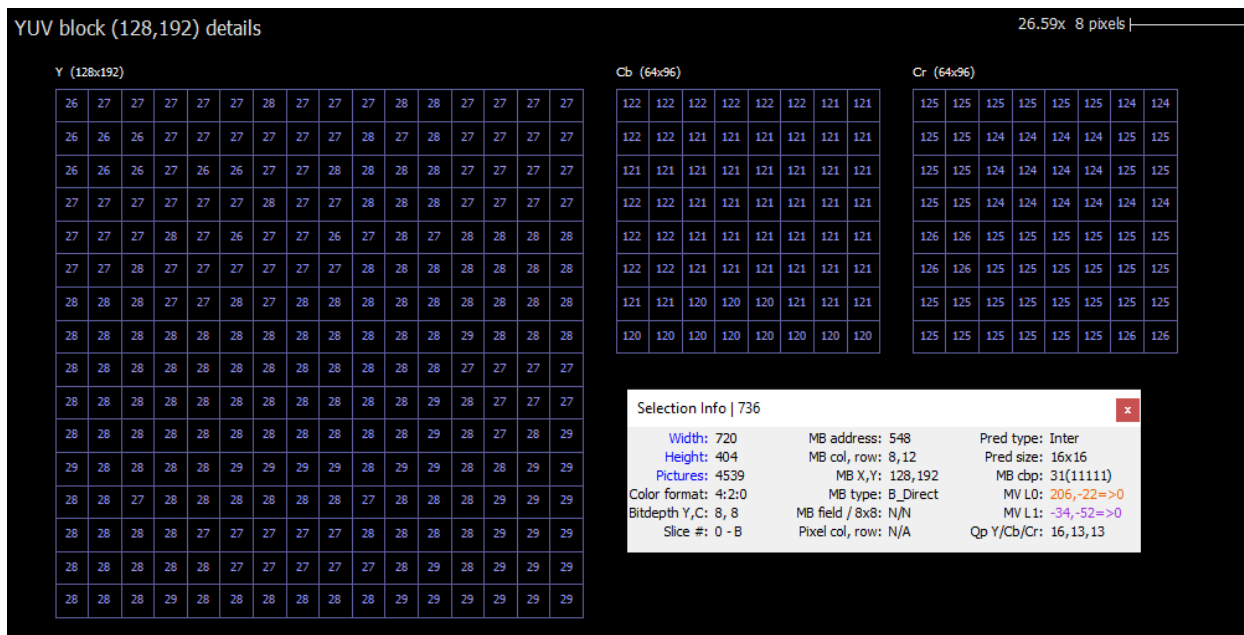 YUV block (128,192) details
26.59x 8 pixels
Y (128x192)
Cb (64x96)
Cr (64x96)
26 27 27 27 27 27 28 27 27 27 28 28 27 27 27 27
122 122 122 122 122 122 121 121
125 125 125 125 125 125 124 124
26 26 26 27 27 27 27 27 27 28 27 28 27 27 27 27
122 122 121 121 121 121 121 121
125 125 124 124 124 124 124 125
26 26 26 27 26 26 27 27 28 28 28 28 27 27 27 27
121 121 121 121 121 121 121 121
125 125 124 124 124 124 125 125
27 27 27 27 27 27 28 27 27 28 28 28 27 27 27 27
122 122 121 121 121 121 121 121
125 125 124 124 124 124 124 124
27 27 27 28 27 26 27 27 26 27 28 27 28 28 28 28
122 122 121 121 121 121 121 121
126 126 125 125 125 125 125 125
27 27 28 27 27 27 27 27 27 28 28 28 28 28 28 28
122 122 121 121 121 121 121 121
126 126 125 125 125 125 125 125
28 28 28 27 27 28 27 28 28 28 28 28 28 28 28 28
121 121 120 120 120 121 121 121
125 125 125 125 125 125 125 125
28 28 28 28 28 28 28 28 28 28 28 28 29 28 28 28
120 120 120 120 120 120 120 120
125 125 125 125 125 125 126 126
28 28 28 28 28 28 28 28 28 28 28 28 27 27 27 27
28 28 28 28 28 28 28 28 28 28 28 29 28 27 27 27
28 28 28 28 28 28 28 28 28 28 28 29 28 27 28 29
29 28 28 28 28 29 29 29 29 28 29 29 28 28 29 29
28 28 28 27 28 28 28 28 28 27 28 28 28 28 29 29
28 28 28 28 27 27 27 27 28 28 28 29 29 29 29 29
28 28 28 28 28 27 27 27 27 27 28 29 28 28 29 29
28 28 28 29 28 28 28 28 28 28 29 29 29 29 29 29
Selection Info | 736
x
Width: 720 MB address: 548 Pred type: Inter
Height: 404 MB col, row: 8,12 Pred size: 16x16
Pictures: 4539 MB X,Y: 128,192 MB cbp: 31(11111)
Color format: 4:2:0 MB type: B_Direct MV L0: 206,-22=>0
Bitdepth Y,C: 8, 8 MB field / 8x8: N/N MV L1: -34,-52=>0
Slice #: 0 - B Pixel col, row: N/A Qp Y/Cb/Cr: 16,13,13